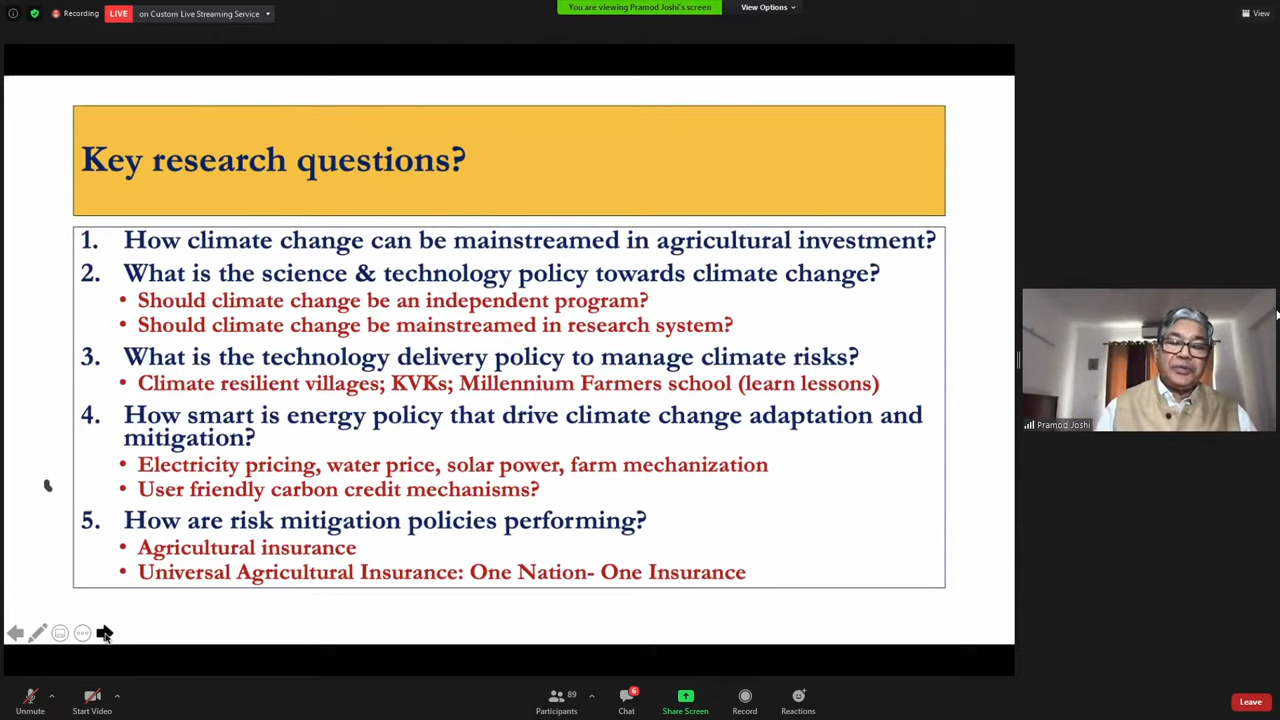 Recording
LIVE
on Custom Live Streaming Service
You are viewing Pramod Joshi's screen
View Options
View
Key research questions?
1. How climate change can be mainstreamed in agricultural investment?
2. What is the science & technology policy towards climate change?
• Should climate change be an independent program?
• Should climate change be mainstreamed in research system?
3. What is the technology delivery policy to manage climate risks?
• Climate resilient villages; KVKs; Millennium Farmers school (learn lessons)
4. How smart is energy policy that drive climate change adaptation and
mitigation?
• Electricity pricing, water price, solar power, farm mechanization
• User friendly carbon credit mechanisms?
5. How are risk mitigation policies performing?
• Agricultural insurance
• Universal Agricultural Insurance: One Nation- One Insurance
Pramod Joshi
Unmute
Start Video
89
Participants
6
Chat
Share Screen
Record
Reactions
Leave